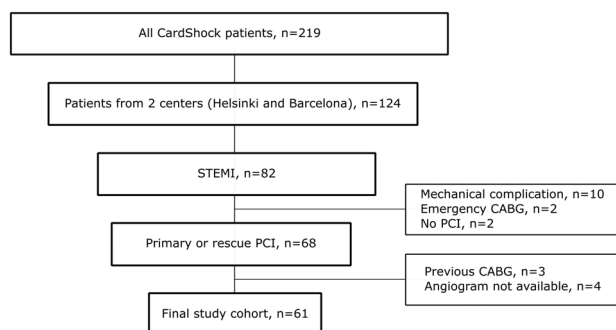 All CardShock patients, n=219
Patients from 2 centers (Helsinki and Barcelona), n=124
STEMI, n=82
Mechanical complication, n=10
Emergency CABG, n=2
No PCI, n=2
Primary or rescue PCI, n=68
Previous CABG, n=3
Angiogram not available, n=4
Final study cohort, n=61